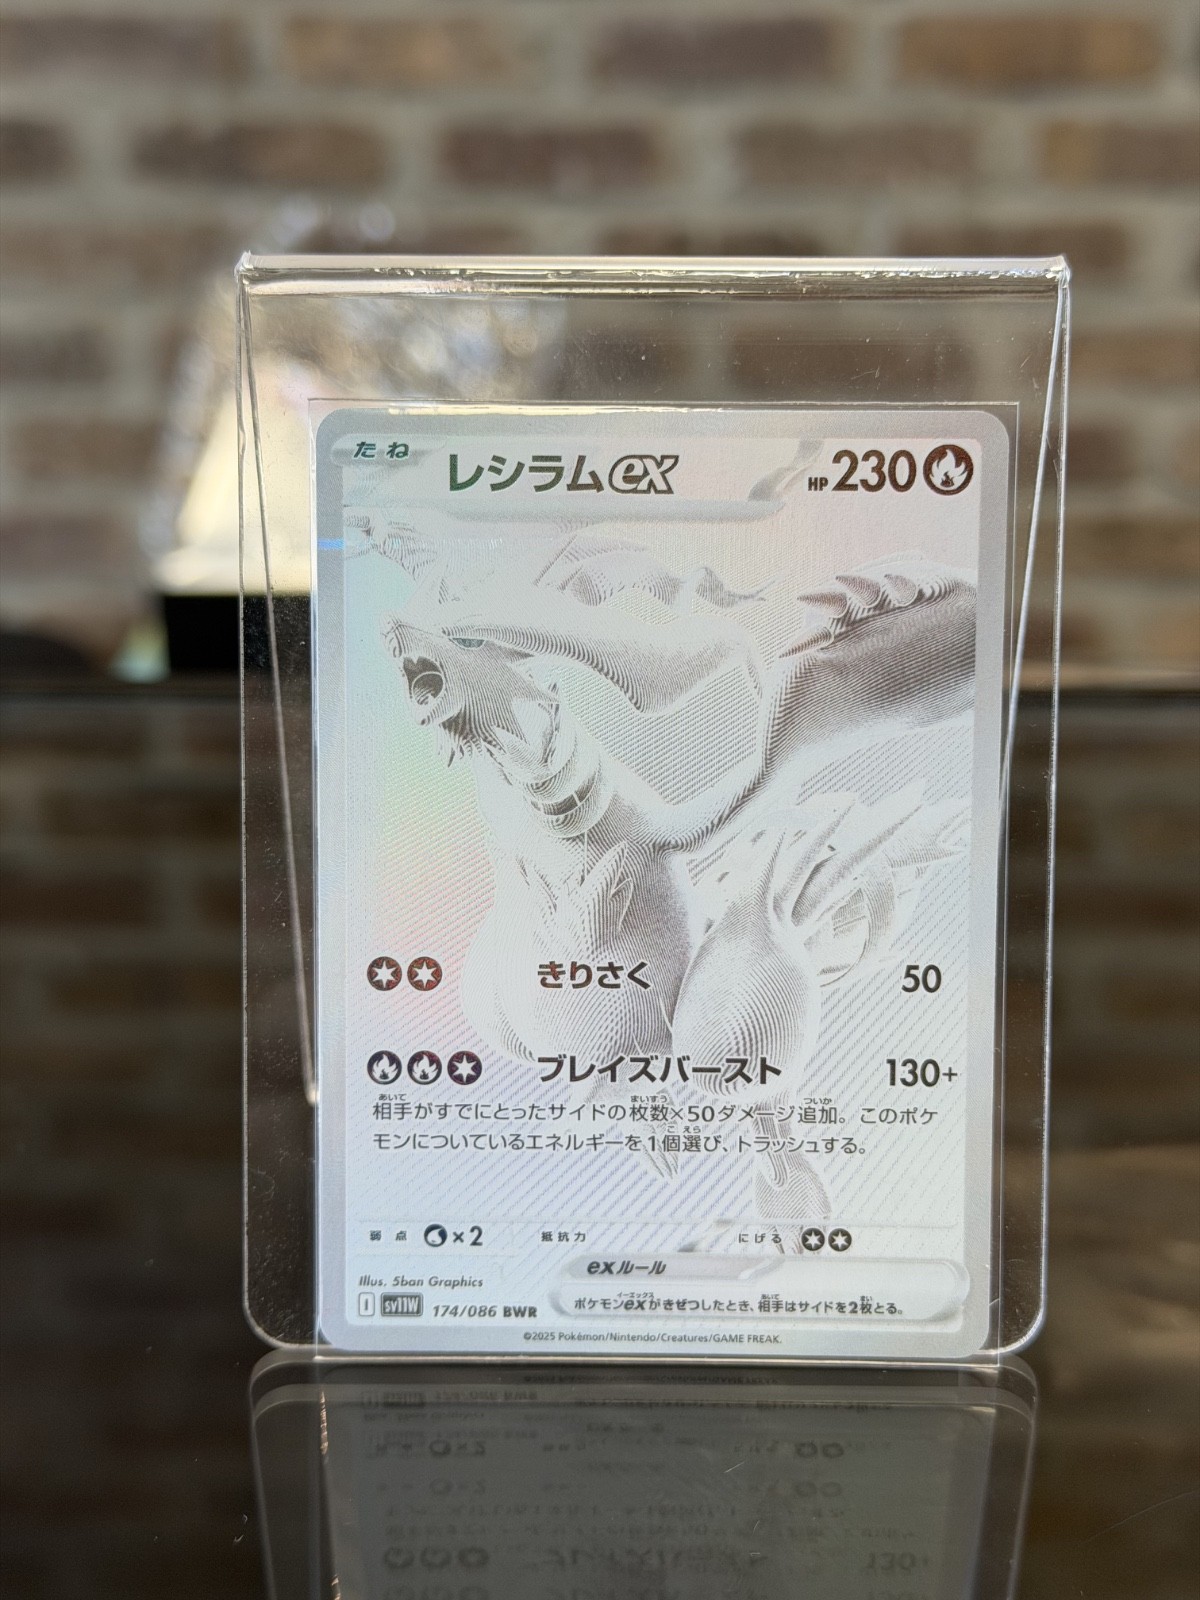 たね レシラムex HP230
きりさく 50
ブレイズバースト 130+
相手がすでにとったサイドの枚数×50ダメージ追加。このポケ
モンについているエネルギーを1個選び、トラッシュする。
弱点 ×2 抵抗力 にげる
exルール
Illus. 5ban Graphics
ポケモンexがきぜつしたとき、相手はサイドを2枚とる。
I sv11W 174/086 BWR
©2025 Pokémon/Nintendo/Creatures/GAME FREAK.